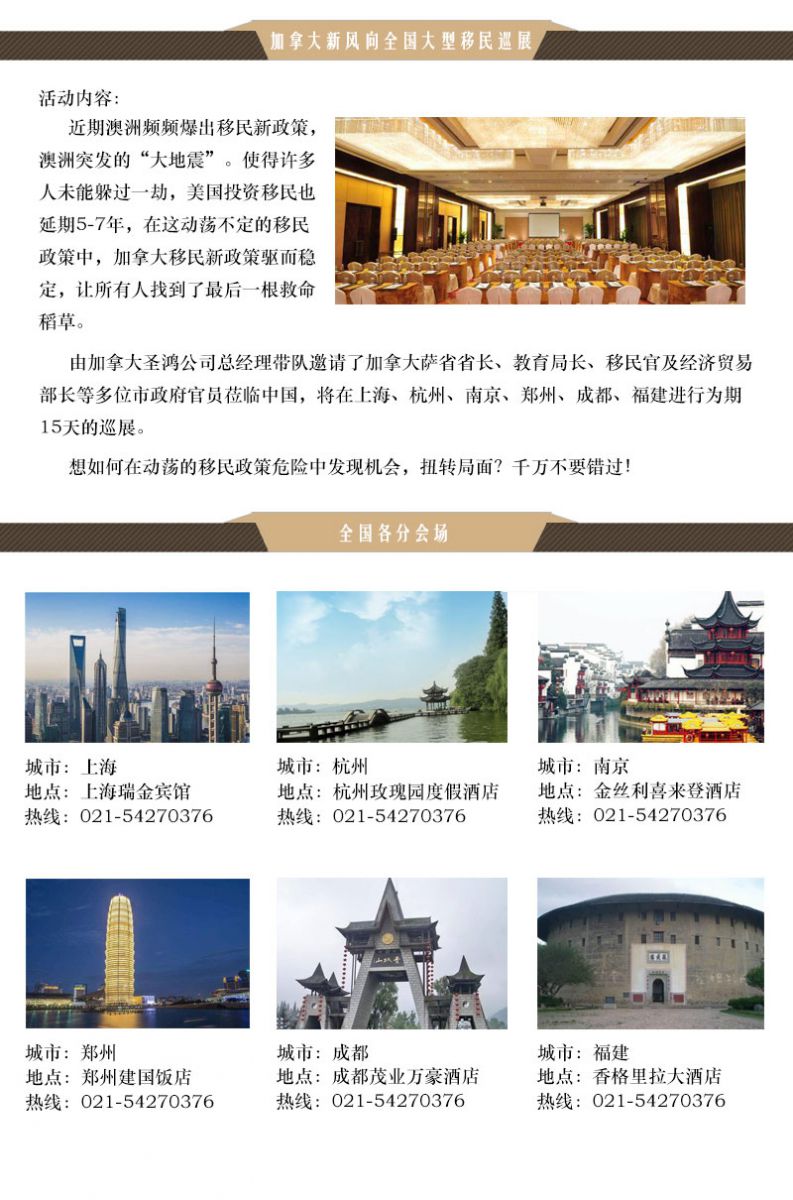 加拿大新风向全国大型移民巡展
活动内容：
近期澳洲频频爆出移民新政策，
澳洲突发的“大地震”。使得许多
人未能躲过一劫，美国投资移民也
延期5-7年，在这动荡不定的移民
政策中，加拿大移民新政策驱而稳
定，让所有人找到了最后一根救命
稻草。
由加拿大圣鸿公司总经理带队邀请了加拿大萨省省长、教育局长、移民官及经济贸易
部长等多位市政府官员莅临中国，将在上海、杭州、南京、郑州、成都、福建进行为期
15天的巡展。
想如何在动荡的移民政策危险中发现机会，扭转局面？千万不要错过！
全国各分会场
城市：上海
地点：上海瑞金宾馆
热线：021-54270376
城市：杭州
地点：杭州玫瑰园度假酒店
热线：021-54270376
城市：南京
地点：金丝利喜来登酒店
热线：021-54270376
城市：郑州
地点：郑州建国饭店
热线：021-54270376
城市：成都
地点：成都茂业万豪酒店
热线：021-54270376
城市：福建
地点：香格里拉大酒店
热线：021-54270376